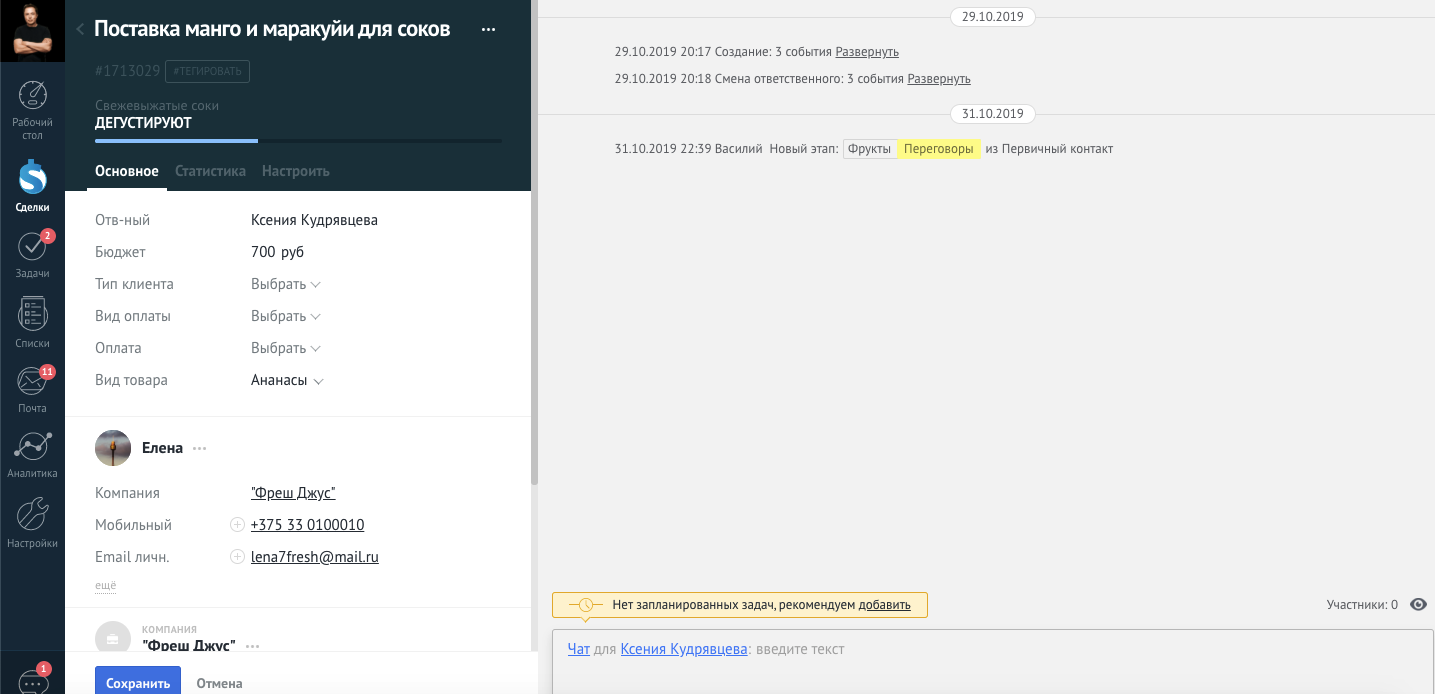 Рабочий
стол
Сделки
2
Задачи
Списки
11
Почта
Аналитика
Настройки
1
Поставка манго и маракуйи для соков
#1713029 #ТЕГИРОВАТЬ
Свежевыжатые соки
ДЕГУСТИРУЮТ
Основное Статистика Настроить
Отв-ный Ксения Кудрявцева
Бюджет 700 руб
Тип клиента Выбрать
Вид оплаты Выбрать
Оплата Выбрать
Вид товара Ананасы
Елена
Компания "Фреш Джус"
Мобильный +375 33 0100010
Email личн. lena7fresh@mail.ru
ещё
КОМПАНИЯ
"Фреш Джус"
Сохранить Отмена
29.10.2019
29.10.2019 20:17 Создание: 3 события Развернуть
29.10.2019 20:18 Смена ответственного: 3 события Развернуть
31.10.2019
31.10.2019 22:39 Василий Новый этап: Фрукты Переговоры из Первичный контакт
Нет запланированных задач, рекомендуем добавить
Участники: 0
Чат для Ксения Кудрявцева: введите текст